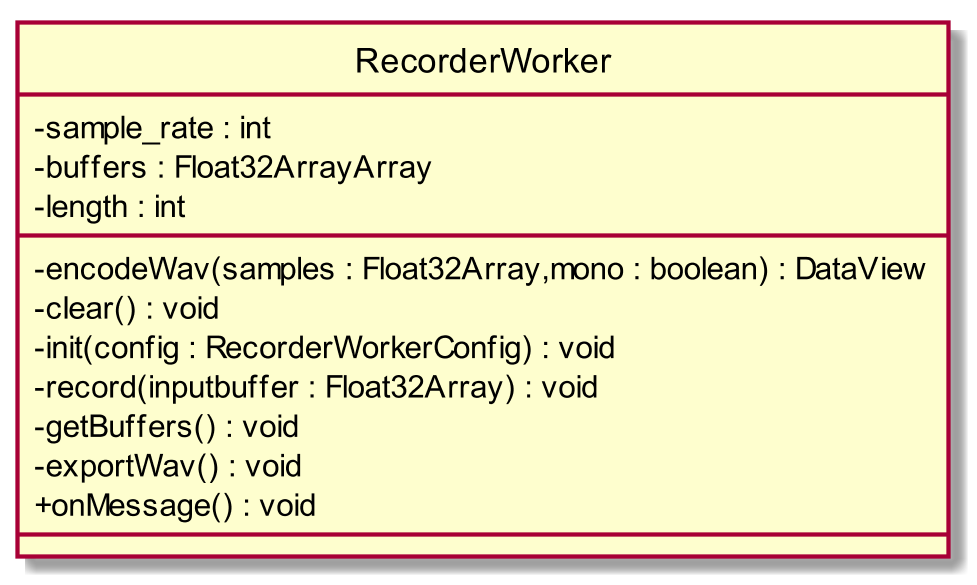 RecorderWorker
-sample_rate : int
-buffers : Float32ArrayArray
-length : int
-encodeWav(samples : Float32Array,mono : boolean) : DataView
-clear() : void
-init(config : RecorderWorkerConfig) : void
-record(inputbuffer : Float32Array) : void
-getBuffers() : void
-exportWav() : void
+onMessage() : void